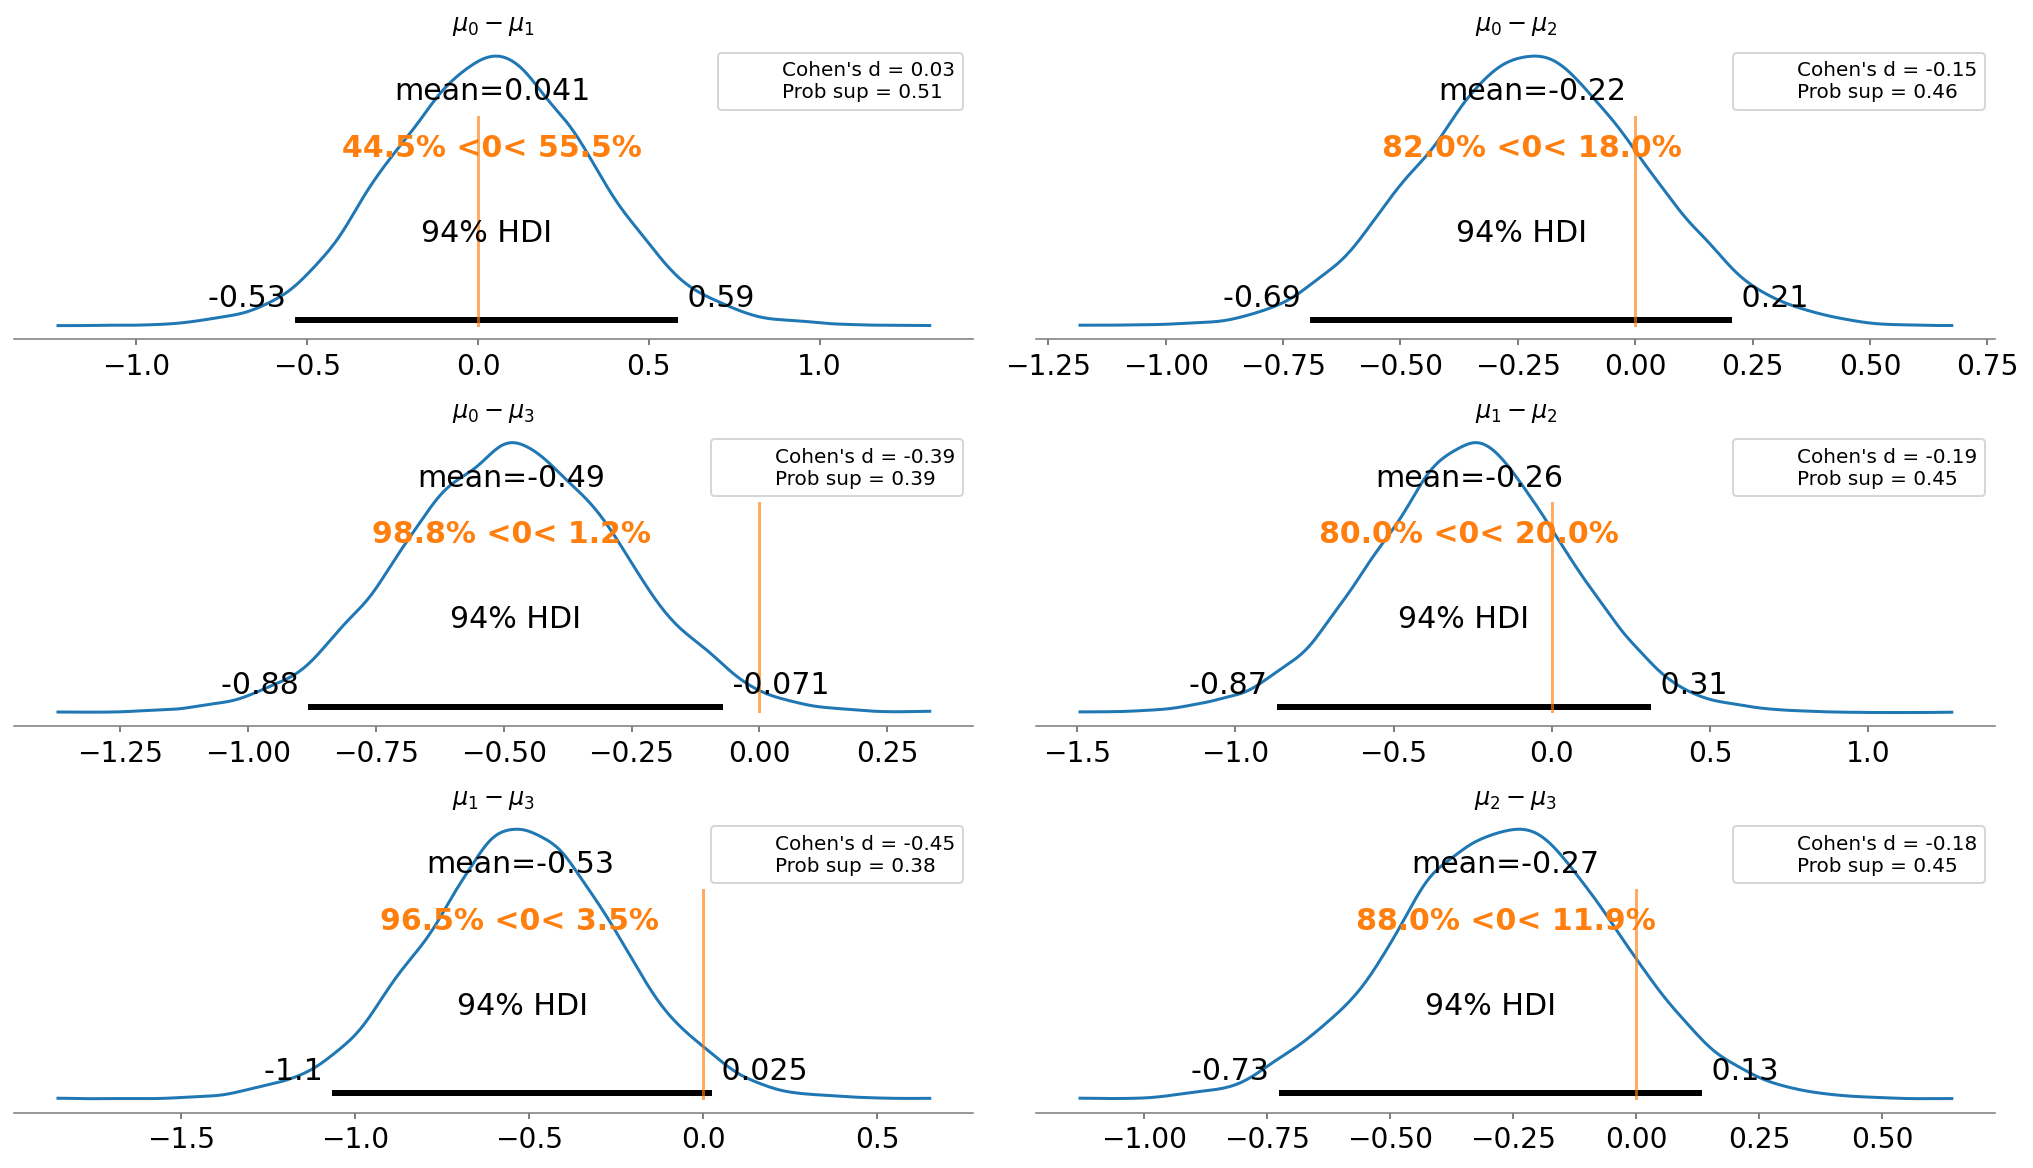 μ0 − μ1
Cohen's d = 0.03
Prob sup = 0.51
mean=0.041
44.5% <0< 55.5%
94% HDI
-0.53
0.59
−1.0 −0.5 0.0 0.5 1.0
μ0 − μ2
Cohen's d = -0.15
Prob sup = 0.46
mean=-0.22
82.0% <0< 18.0%
94% HDI
-0.69
0.21
−1.25 −1.00 −0.75 −0.50 −0.25 0.00 0.25 0.50 0.75
μ0 − μ3
Cohen's d = -0.39
Prob sup = 0.39
mean=-0.49
98.8% <0< 1.2%
94% HDI
-0.88
-0.071
−1.25 −1.00 −0.75 −0.50 −0.25 0.00 0.25
μ1 − μ2
Cohen's d = -0.19
Prob sup = 0.45
mean=-0.26
80.0% <0< 20.0%
94% HDI
-0.87
0.31
−1.5 −1.0 −0.5 0.0 0.5 1.0
μ1 − μ3
Cohen's d = -0.45
Prob sup = 0.38
mean=-0.53
96.5% <0< 3.5%
94% HDI
-1.1
0.025
−1.5 −1.0 −0.5 0.0 0.5
μ2 − μ3
Cohen's d = -0.18
Prob sup = 0.45
mean=-0.27
88.0% <0< 11.9%
94% HDI
-0.73
0.13
−1.00 −0.75 −0.50 −0.25 0.00 0.25 0.50